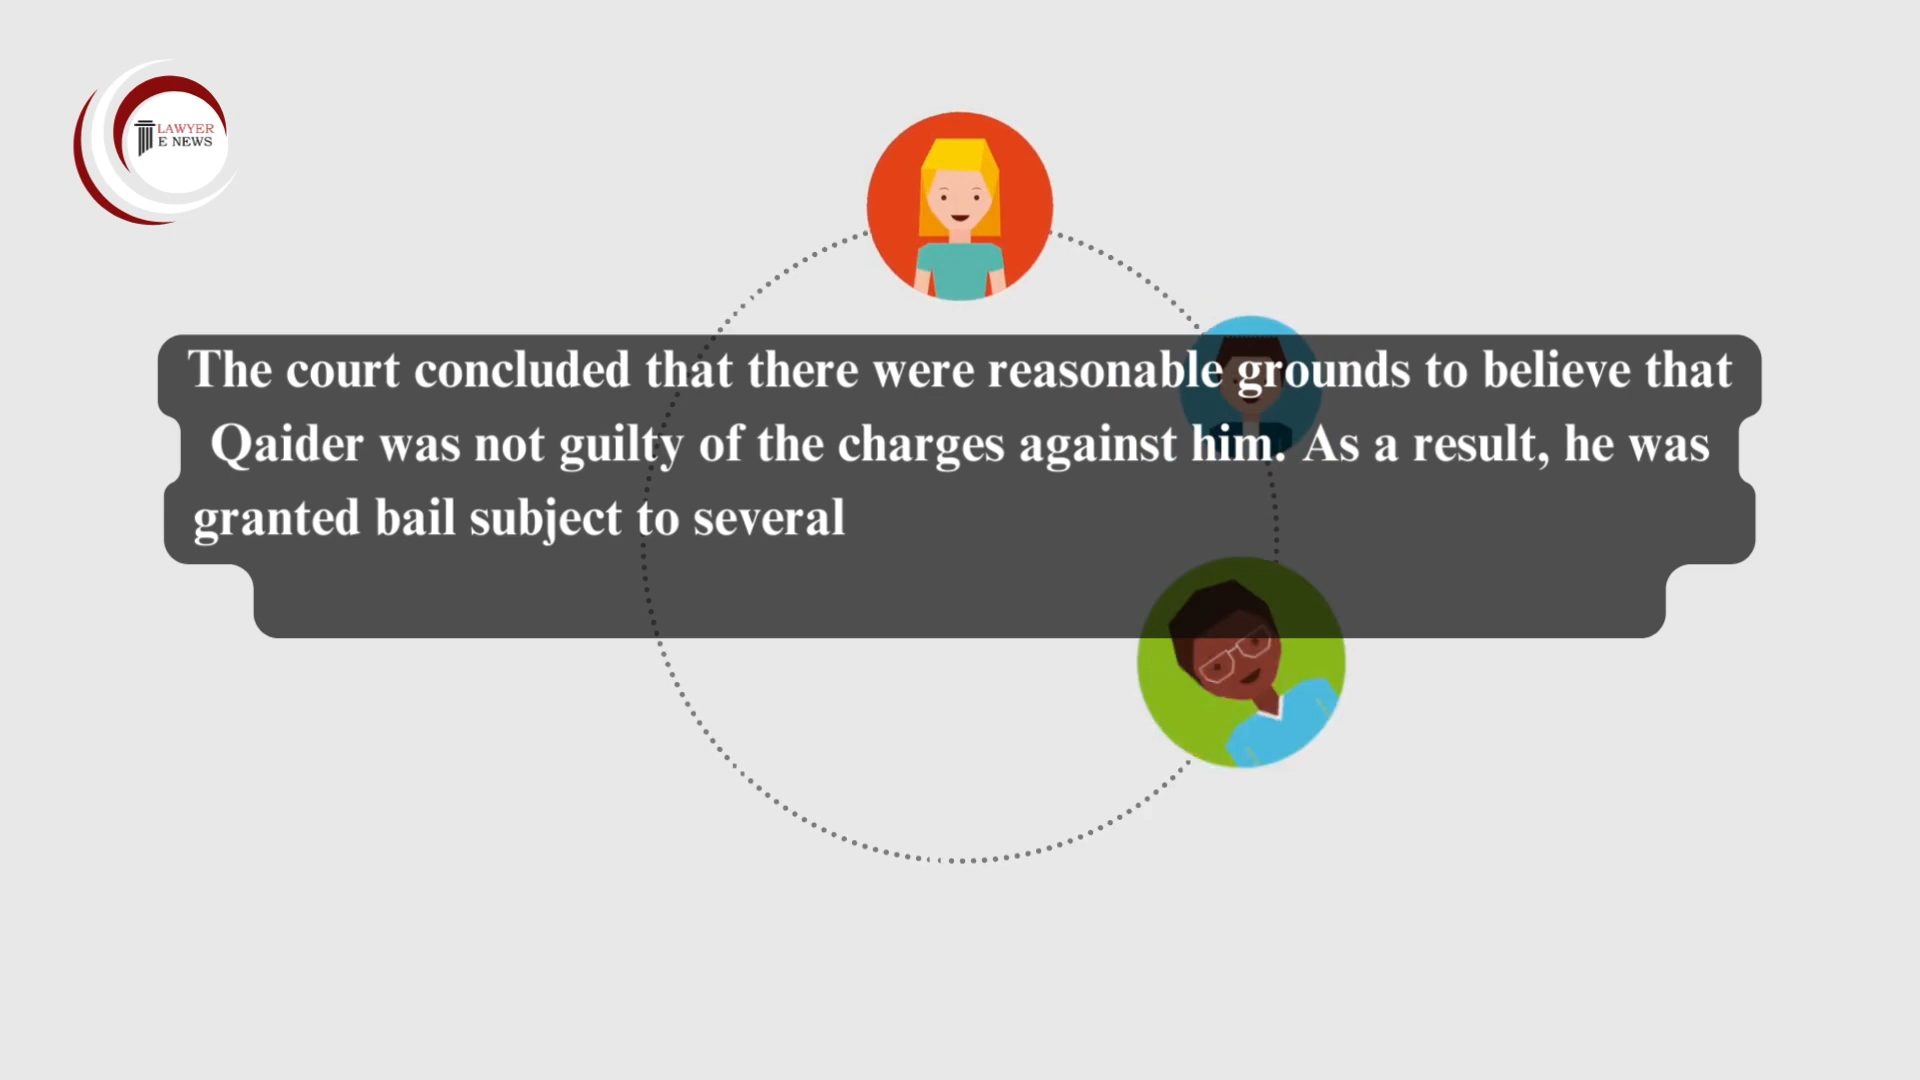 LAWYER
E NEWS
The court concluded that there were reasonable grounds to believe that
Qaider was not guilty of the charges against him. As a result, he was
granted bail subject to several